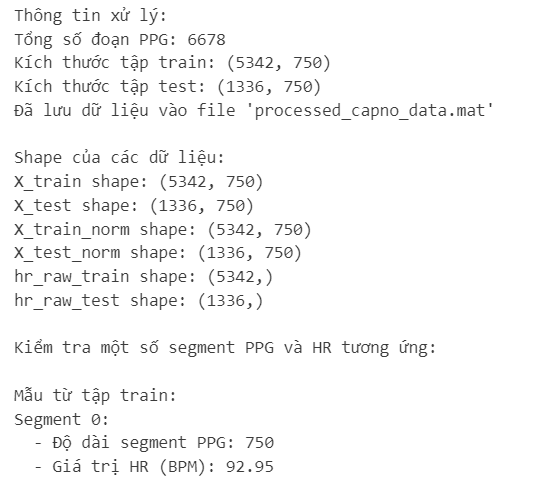 Thông tin xử lý:
Tổng số đoạn PPG: 6678
Kích thước tập train: (5342, 750)
Kích thước tập test: (1336, 750)
Đã lưu dữ liệu vào file 'processed_capno_data.mat'
Shape của các dữ liệu:
X_train shape: (5342, 750)
X_test shape: (1336, 750)
X_train_norm shape: (5342, 750)
X_test_norm shape: (1336, 750)
hr_raw_train shape: (5342,)
hr_raw_test shape: (1336,)
Kiểm tra một số segment PPG và HR tương ứng:
Mẫu từ tập train:
Segment 0:
- Độ dài segment PPG: 750
- Giá trị HR (BPM): 92.95